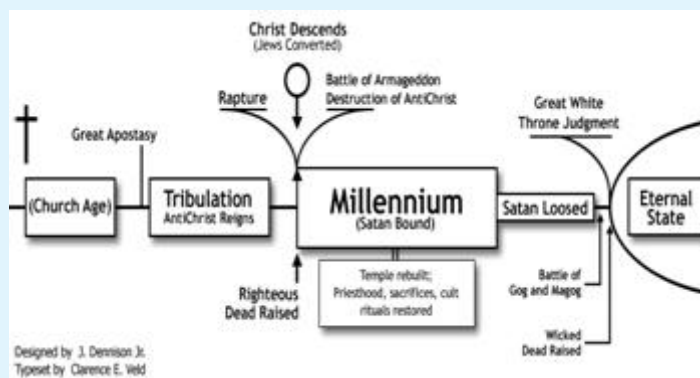 Christ Descends
(Jews Converted)
Rapture
Battle of Armageddon
Destruction of AntiChrist
Great White
Throne Judgment
Great Apostasy
(Church Age)
Tribulation
AntiChrist Reigns
Millennium
(Satan Bound)
Satan Loosed
Eternal
State
Righteous
Dead Raised
Temple rebuilt;
Priesthood, sacrifices, cult
rituals restored
Battle of
Gog and Magog
Wicked
Dead Raised
Designed by J. Dennison Jr.
Typeset by Clarence E. Veld